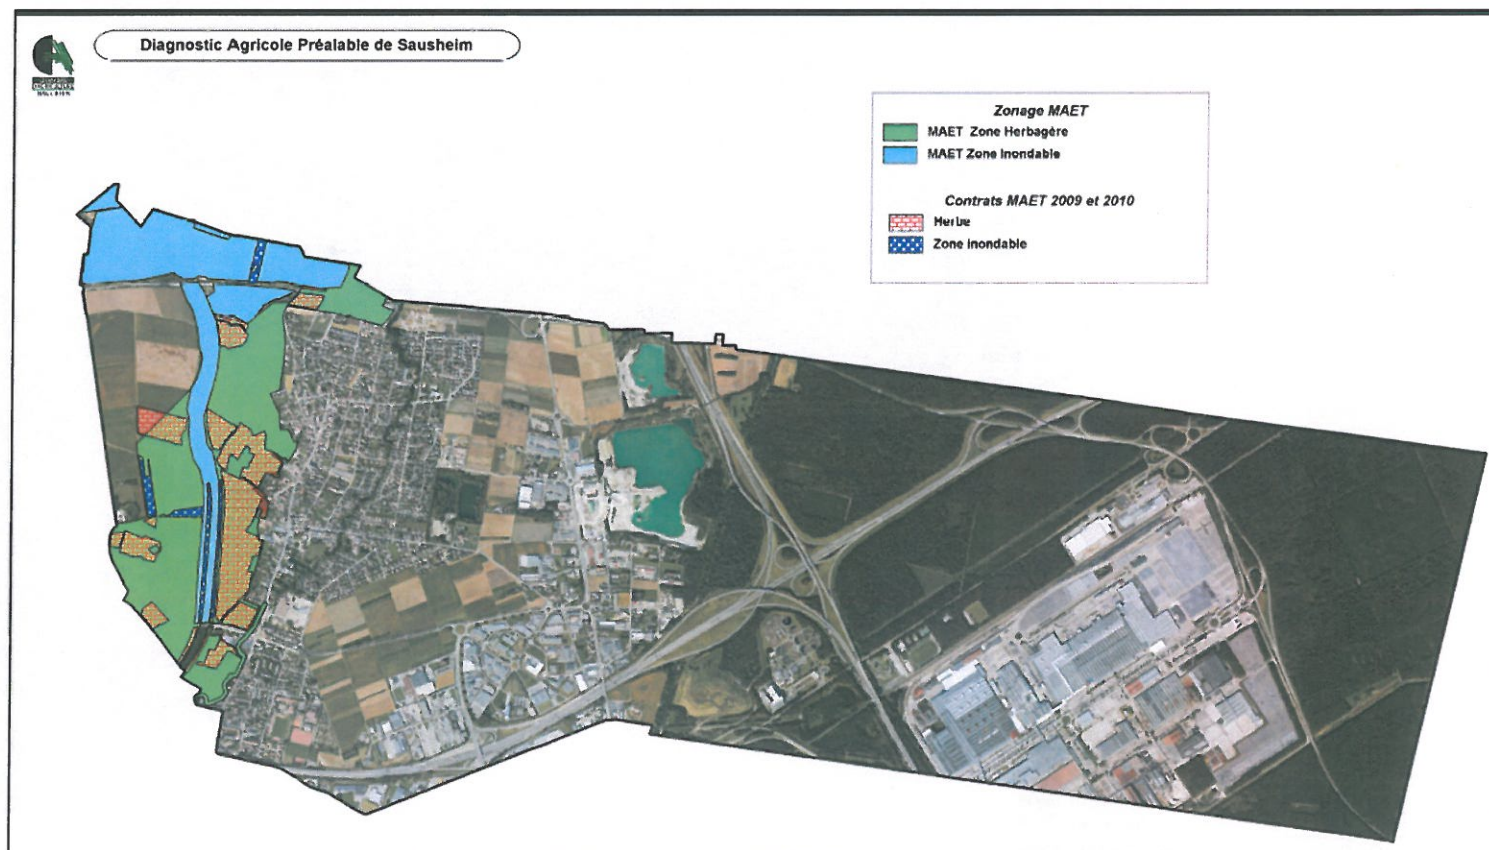 Diagnostic Agricole Préalable de Sausheim
Zonage MAET
MAET Zone Herbagère
MAET Zone Inondable
Contrats MAET 2009 et 2010
Herbe
Zone inondable